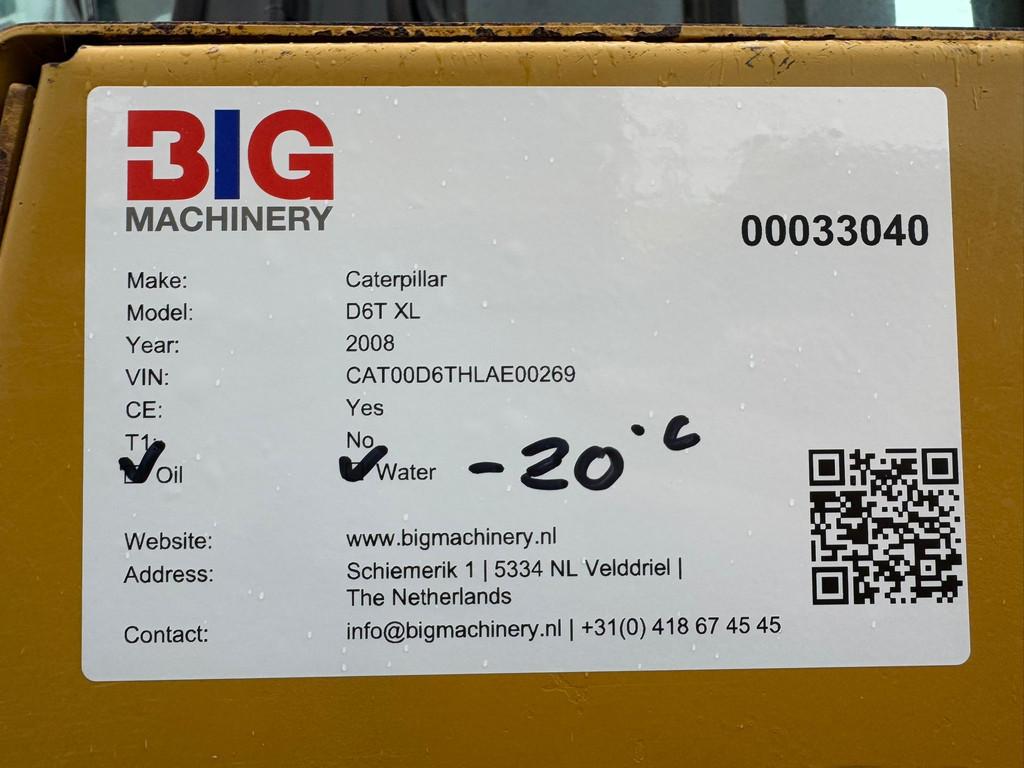 BIG
MACHINERY
00033040
Make: Caterpillar
Model: D6T XL
Year: 2008
VIN: CAT00D6THLAE00269
CE: Yes
T1: No
Oil Water -20°C
Website: www.bigmachinery.nl
Address: Schiemerik 1 | 5334 NL Velddriel |
The Netherlands
Contact: info@bigmachinery.nl | +31(0) 418 67 45 45